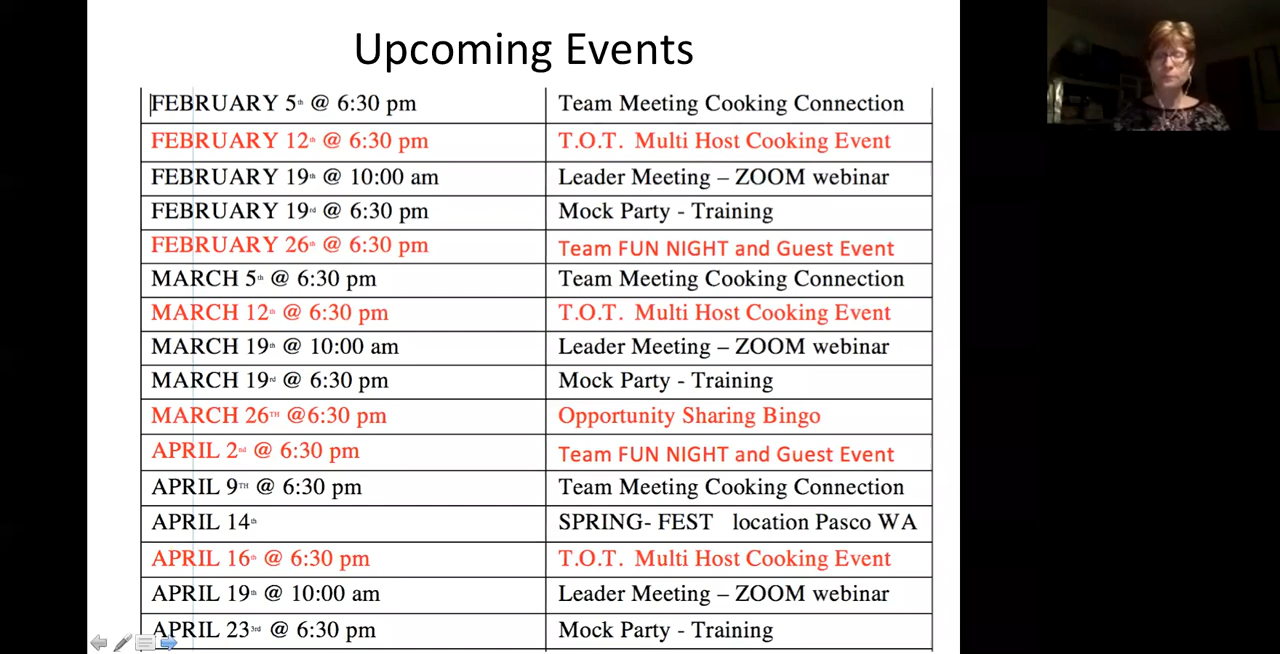 Upcoming Events
FEBRUARY 5th @ 6:30 pm Team Meeting Cooking Connection
FEBRUARY 12th @ 6:30 pm T.O.T. Multi Host Cooking Event
FEBRUARY 19th @ 10:00 am Leader Meeting – ZOOM webinar
FEBRUARY 19rd @ 6:30 pm Mock Party - Training
FEBRUARY 26th @ 6:30 pm Team FUN NIGHT and Guest Event
MARCH 5th @ 6:30 pm Team Meeting Cooking Connection
MARCH 12th @ 6:30 pm T.O.T. Multi Host Cooking Event
MARCH 19th @ 10:00 am Leader Meeting – ZOOM webinar
MARCH 19rd @ 6:30 pm Mock Party - Training
MARCH 26TH @6:30 pm Opportunity Sharing Bingo
APRIL 2nd @ 6:30 pm Team FUN NIGHT and Guest Event
APRIL 9TH @ 6:30 pm Team Meeting Cooking Connection
APRIL 14th SPRING- FEST location Pasco WA
APRIL 16th @ 6:30 pm T.O.T. Multi Host Cooking Event
APRIL 19th @ 10:00 am Leader Meeting – ZOOM webinar
APRIL 23rd @ 6:30 pm Mock Party - Training